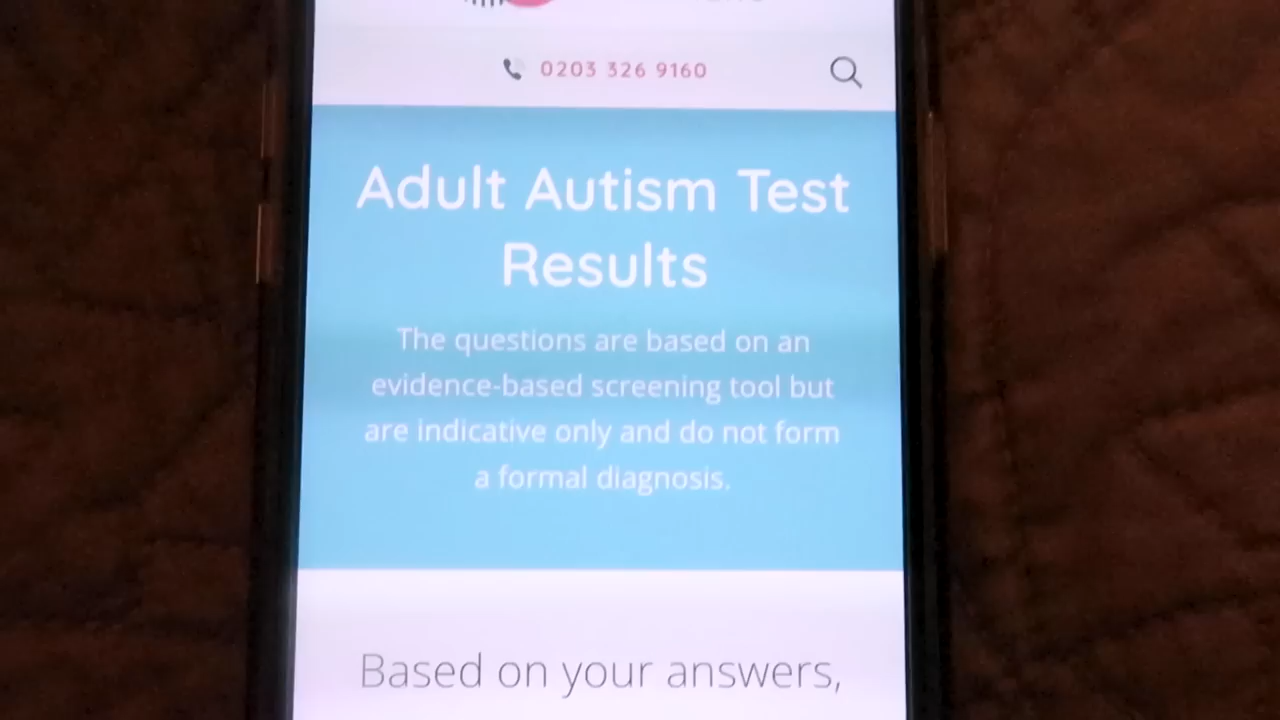 0203 326 9160
Adult Autism Test
Results
The questions are based on an
evidence-based screening tool but
are indicative only and do not form
a formal diagnosis.
Based on your answers,